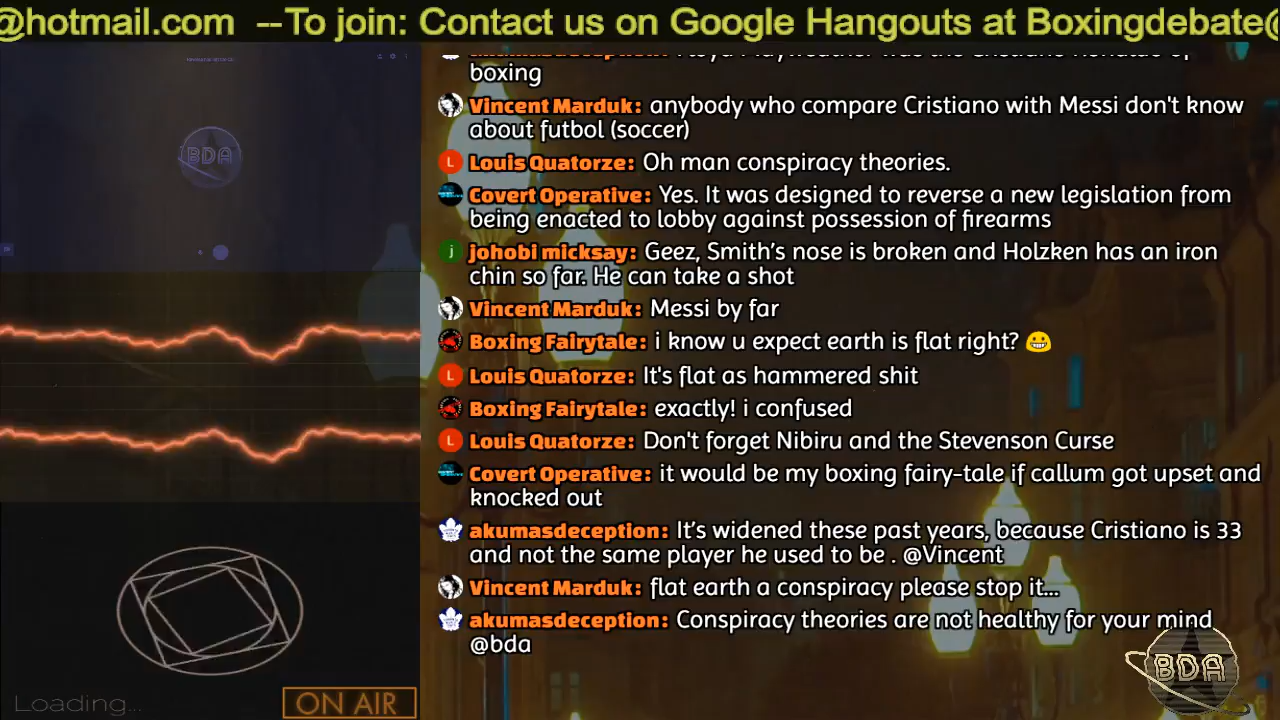 @hotmail.com --To join: Contact us on Google Hangouts at Boxingdebate@
boxing
Vincent Marduk: anybody who compare Cristiano with Messi don't know
about futbol (soccer)
Louis Quatorze: Oh man conspiracy theories.
Covert Operative: Yes. It was designed to reverse a new legislation from
being enacted to lobby against possession of firearms
johobi micksay: Geez, Smith’s nose is broken and Holzken has an iron
chin so far. He can take a shot
Vincent Marduk: Messi by far
Boxing Fairytale: i know u expect earth is flat right? 😀
Louis Quatorze: It's flat as hammered shit
Boxing Fairytale: exactly! i confused
Louis Quatorze: Don't forget Nibiru and the Stevenson Curse
Covert Operative: it would be my boxing fairy-tale if callum got upset and
knocked out
akumasdeception: It’s widened these past years, because Cristiano is 33
and not the same player he used to be . @Vincent
Vincent Marduk: flat earth a conspiracy please stop it...
akumasdeception: Conspiracy theories are not healthy for your mind
@bda
BDA
BDA
Loading...
ON AIR